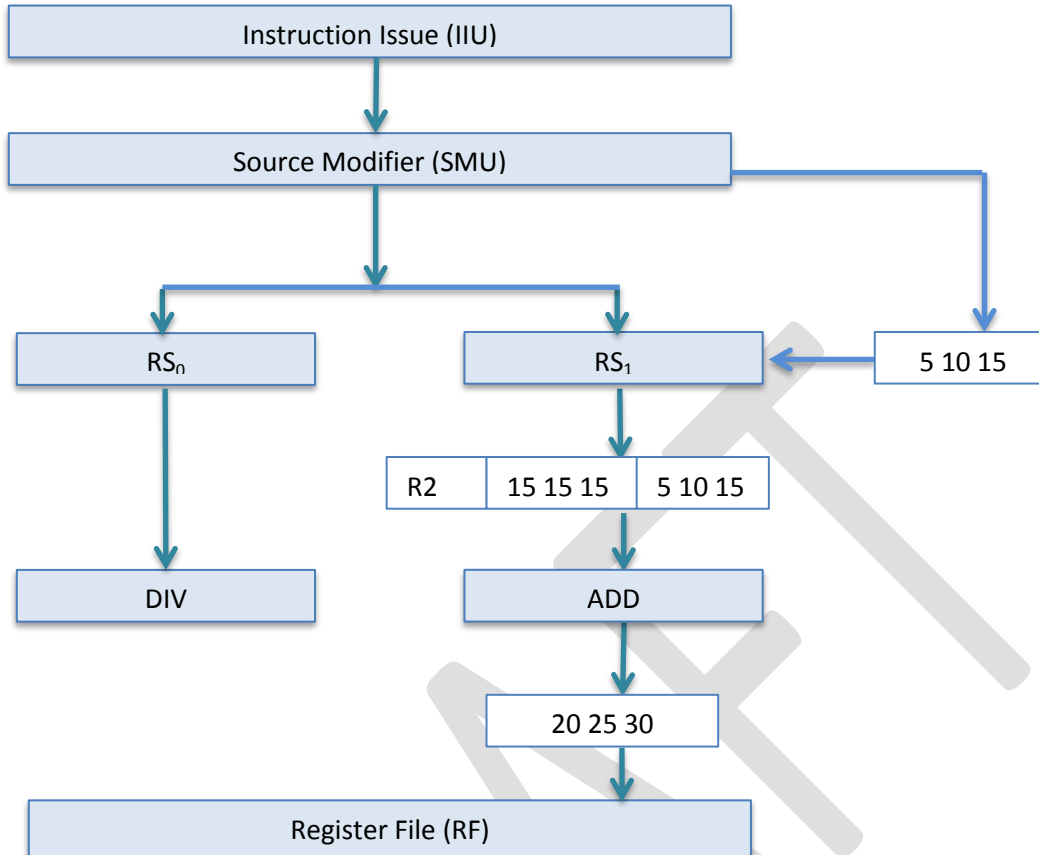 Instruction Issue (IIU)
Source Modifier (SMU)
RS₀
RS₁
5 10 15
R2
15 15 15
5 10 15
DIV
ADD
20 25 30
Register File (RF)